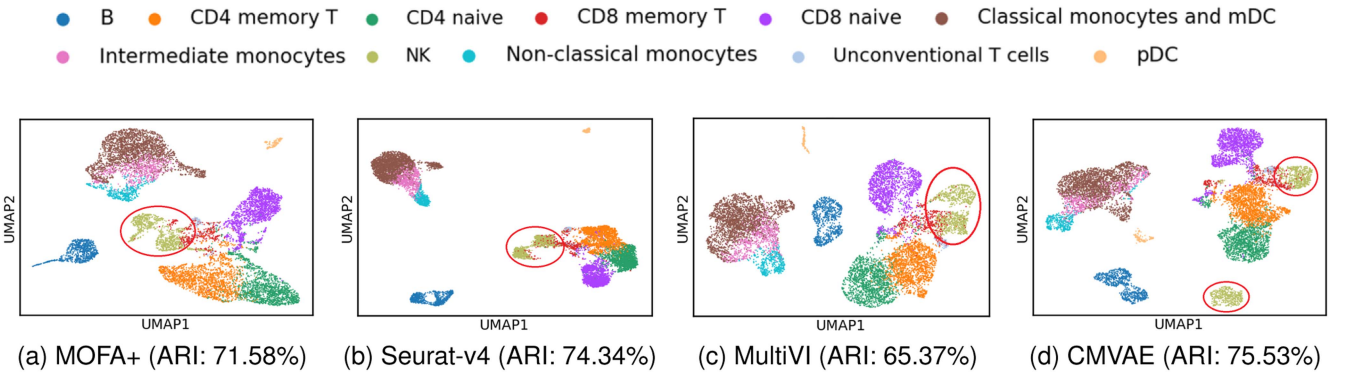 B CD4 memory T CD4 naive CD8 memory T CD8 naive Classical monocytes and mDC
Intermediate monocytes NK Non-classical monocytes Unconventional T cells pDC
UMAP2 UMAP2 UMAP2 UMAP2
UMAP1 UMAP1 UMAP1 UMAP1
(a) MOFA+ (ARI: 71.58%) (b) Seurat-v4 (ARI: 74.34%) (c) MultiVI (ARI: 65.37%) (d) CMVAE (ARI: 75.53%)